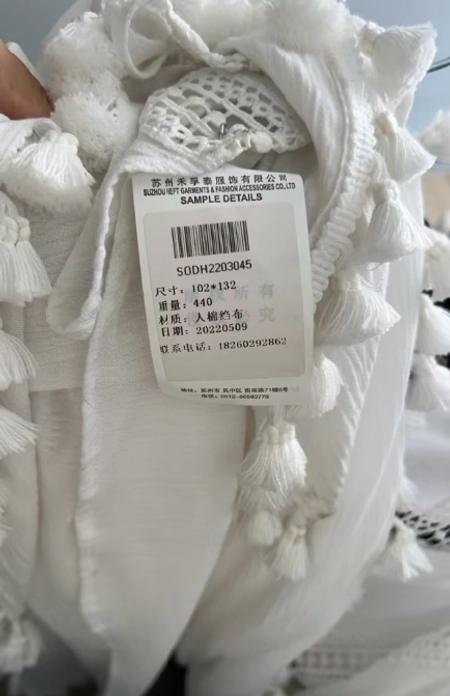 苏州禾孚泰服饰有限公司
SUZHOU HEFT GARMENTS & FASHION ACCESSORIES CO,.LTD
SAMPLE DETAILS
SODH2203045
尺寸：102*132
重量：440
材质：人棉绉布
日期：20220509
联系电话：18260292862